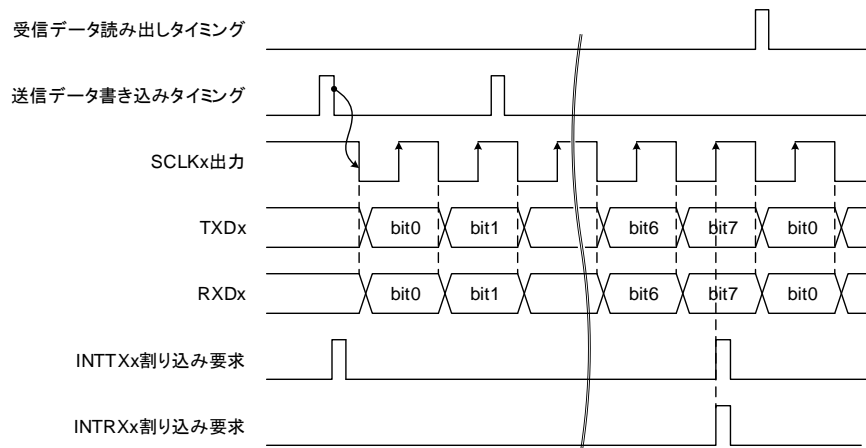 受信データ読み出しタイミング
送信データ書き込みタイミング
SCLKx出力
TXDx bit0 bit1 bit6 bit7 bit0
RXDx bit0 bit1 bit6 bit7 bit0
INTTXx割り込み要求
INTRXx割り込み要求